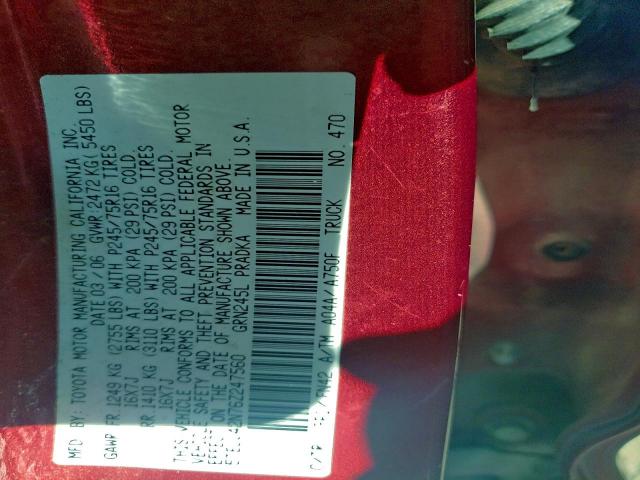 MFD BY: TOYOTA MOTOR MANUFACTURING CALIFORNIA INC.
DATE 03/06 GVWR 2472 KG( 5450 LBS)
GAWR FR 1249 KG (2755 LBS) WITH P245/75R16 TIRES
16X7J RIMS AT 200 KPA (29 PSI) COLD.
RR 1410 KG (3110 LBS) WITH P245/75R16 TIRES
16X7J RIMS AT 200 KPA (29 PSI) COLD.
THIS VEHICLE CONFORMS TO ALL APPLICABLE FEDERAL MOTOR
VEHICLE SAFETY AND THEFT PREVENTION STANDARDS IN
EFFECT ON THE DATE OF MANUFACTURE SHOWN ABOVE.
GRN245L PRADKA MADE IN U.S.A.
C/TR A/TM A04A/A750F TRUCK NO. 470